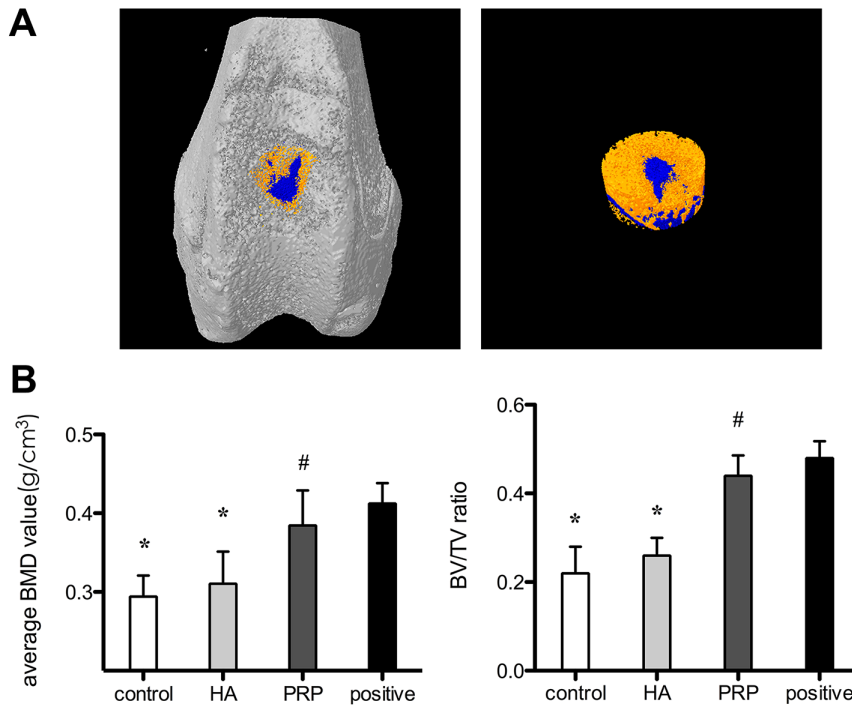 A
B
average BMD value(g/cm³)
0.5
0.4
0.3
*
*
#
control HA PRP positive
BV/TV ratio
0.6
0.4
0.2
0.0
*
*
#
control HA PRP positive